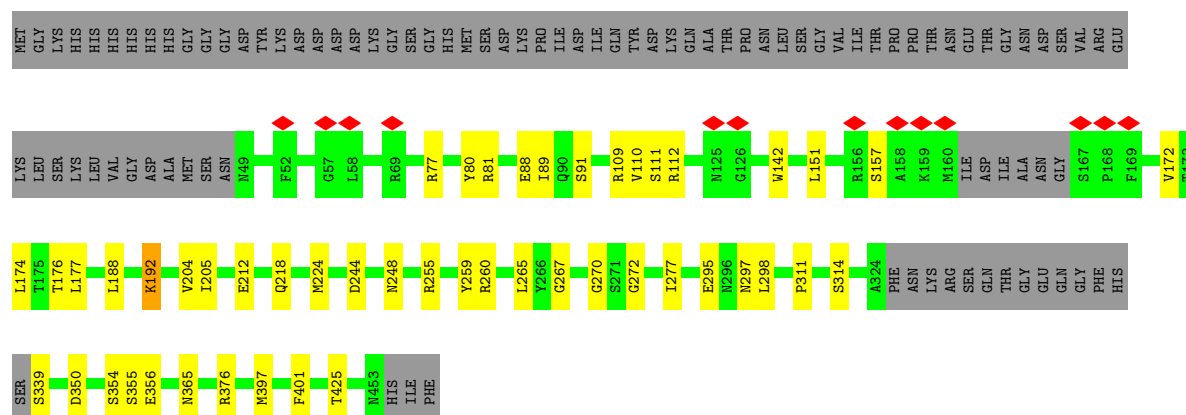 MET GLY LYS HIS HIS HIS HIS HIS HIS HIS GLY GLY GLY ASP TYR LYS ASP ASP ASP ASP LYS GLY SER GLY HIS MET SER ASP LYS PRO ILE ASP ILE GLN TYR ASP LYS GLN ALA THR PRO ASN LEU SER GLY VAL ILE THR PRO PRO THR ASN GLU THR GLY ASN ASP SER VAL ARG GLU
LYS LEU SER LYS LEU VAL GLY ASP ALA MET SER ASN N49 F52 G57 L58 R69 R77 Y80 R81 E88 I89 Q90 S91 R109 V110 S111 R112 N125 G126 W142 L151 R156 S157 A158 K159 M160 ILE ASP ILE ALA ASN GLY S167 P168 F169 V172 T173
L174 T175 T176 L177 L188 K192 V204 I205 E212 Q218 M224 D244 N248 R255 Y259 R260 L265 Y266 G267 G270 S271 G272 I277 E295 N296 N297 L298 P311 S314 A324 PHE ASN LYS ARG SER GLN THR GLY GLU GLN GLY PHE HIS
SER S339 D350 S354 S355 E356 N365 R376 M397 F401 T425 N453 HIS ILE PHE